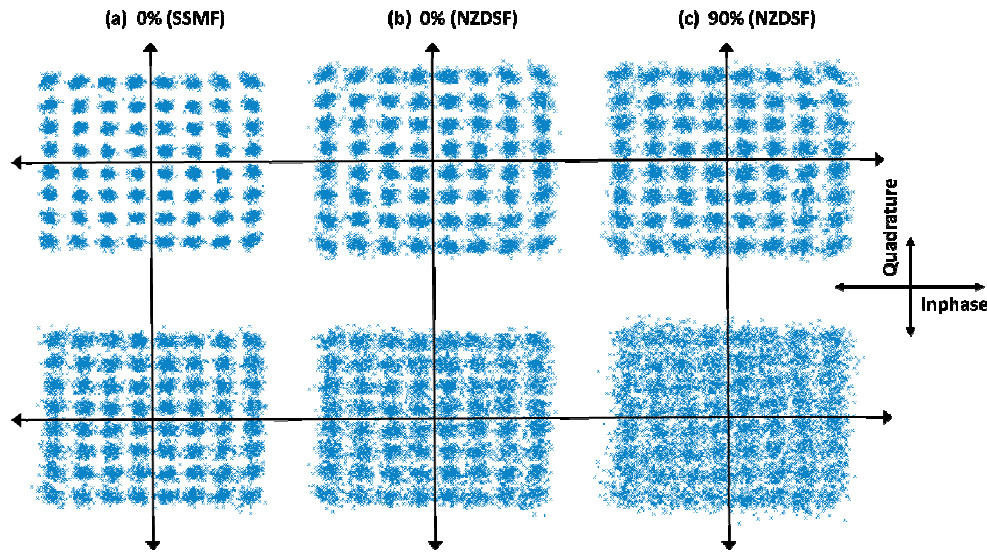 (a) 0% (SSMF)
(b) 0% (NZDSF)
(c) 90% (NZDSF)
Quadrature
Inphase